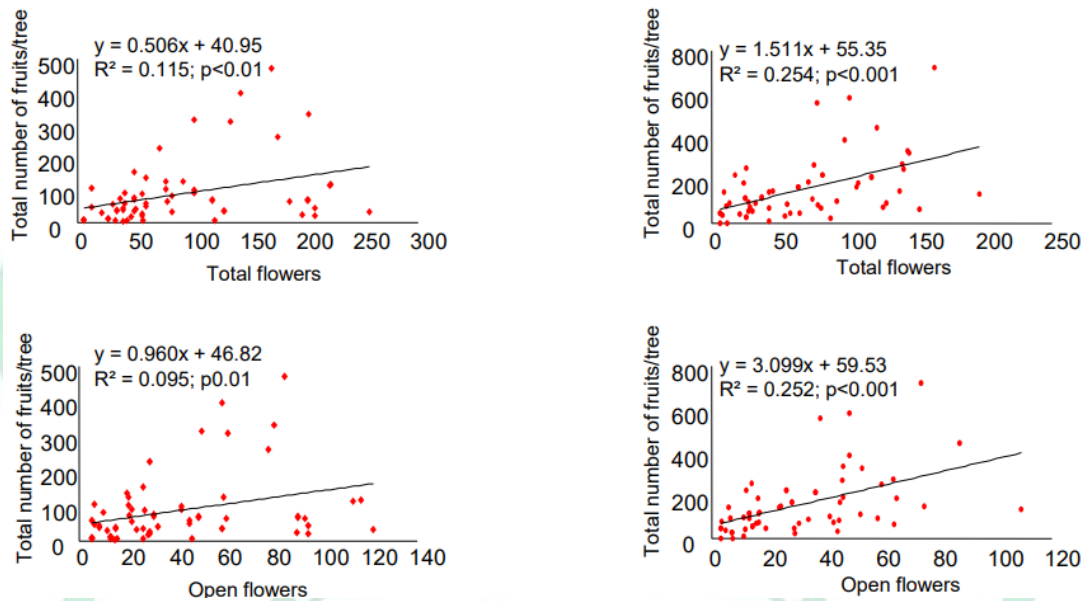 y = 0.506x + 40.95
R² = 0.115; p<0.01
Total number of fruits/tree
500
400
300
200
100
0
0 50 100 150 200 250 300
Total flowers
y = 1.511x + 55.35
R² = 0.254; p<0.001
Total number of fruits/tree
800
600
400
200
0
0 50 100 150 200 250
Total flowers
y = 0.960x + 46.82
R² = 0.095; p0.01
Total number of fruits/tree
500
400
300
200
100
0
0 20 40 60 80 100 120 140
Open flowers
y = 3.099x + 59.53
R² = 0.252; p<0.001
Total number of fruits/tree
800
600
400
200
0
0 20 40 60 80 100 120
Open flowers